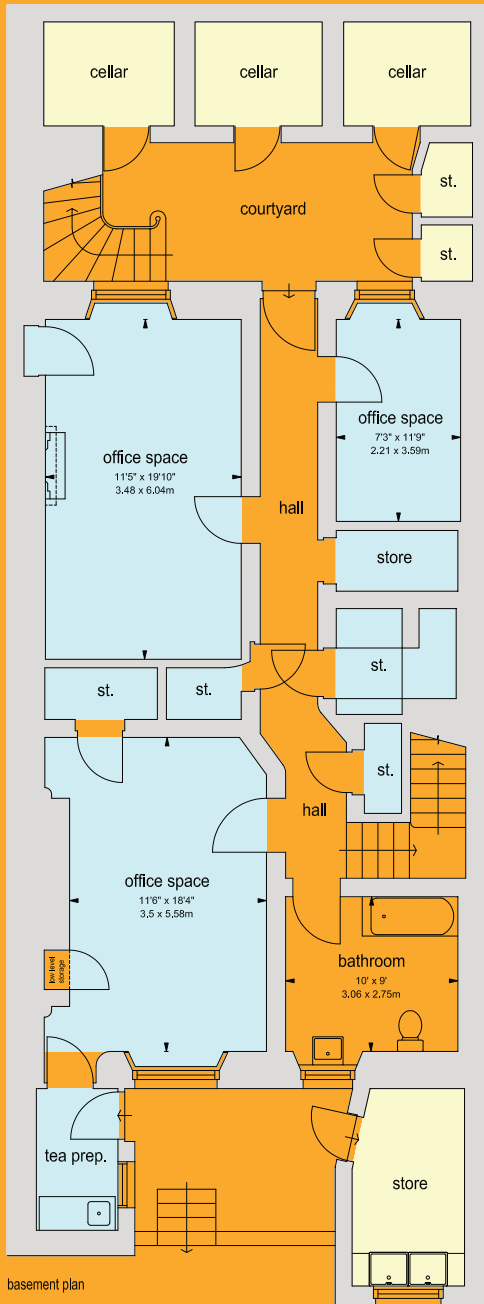 cellar
cellar
cellar
st.
courtyard
st.
office space
7'3" x 11'9"
2.21 x 3.59m
office space
11'5" x 19'10"
3.48 x 6.04m
hall
store
st.
st.
st.
st.
hall
office space
11'6" x 18'4"
3.5 x 5.58m
bathroom
10' x 9'
3.06 x 2.75m
low level
storage
tea prep.
store
basement plan